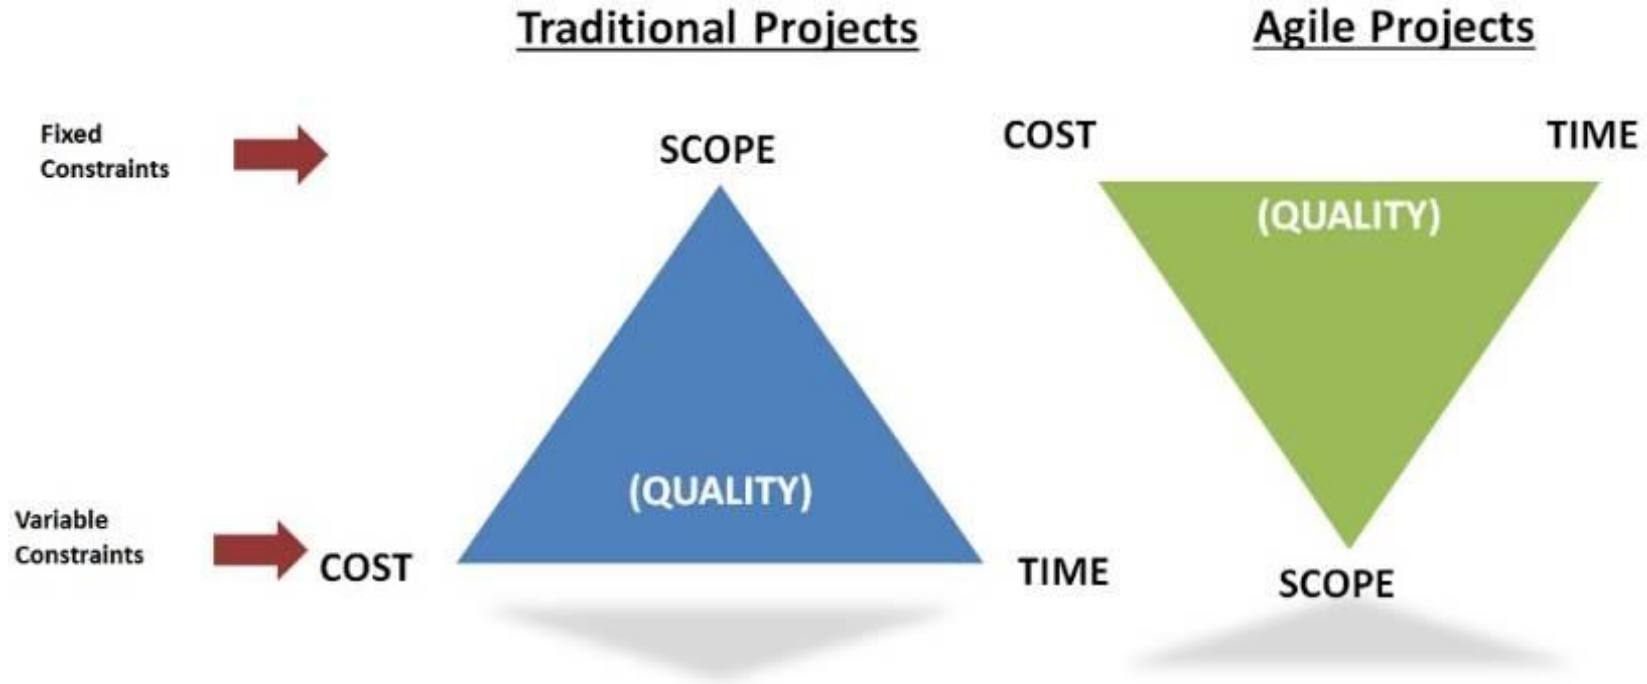 Traditional Projects
Agile Projects
Fixed
Constraints
SCOPE
COST
TIME
(QUALITY)
(QUALITY)
Variable
Constraints
COST
TIME
SCOPE